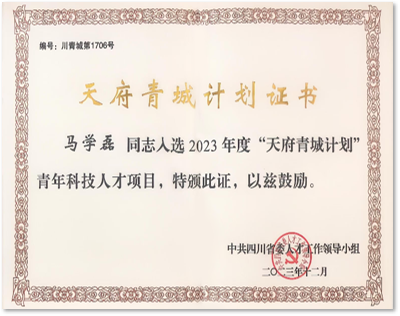 编号：川青城第1706号
天府青城计划证书
马学磊 同志入选2023年度“天府青城计划”
青年科技人才项目，特颁此证，以兹鼓励。
中共四川省委人才工作领导小组
二〇二三年十二月